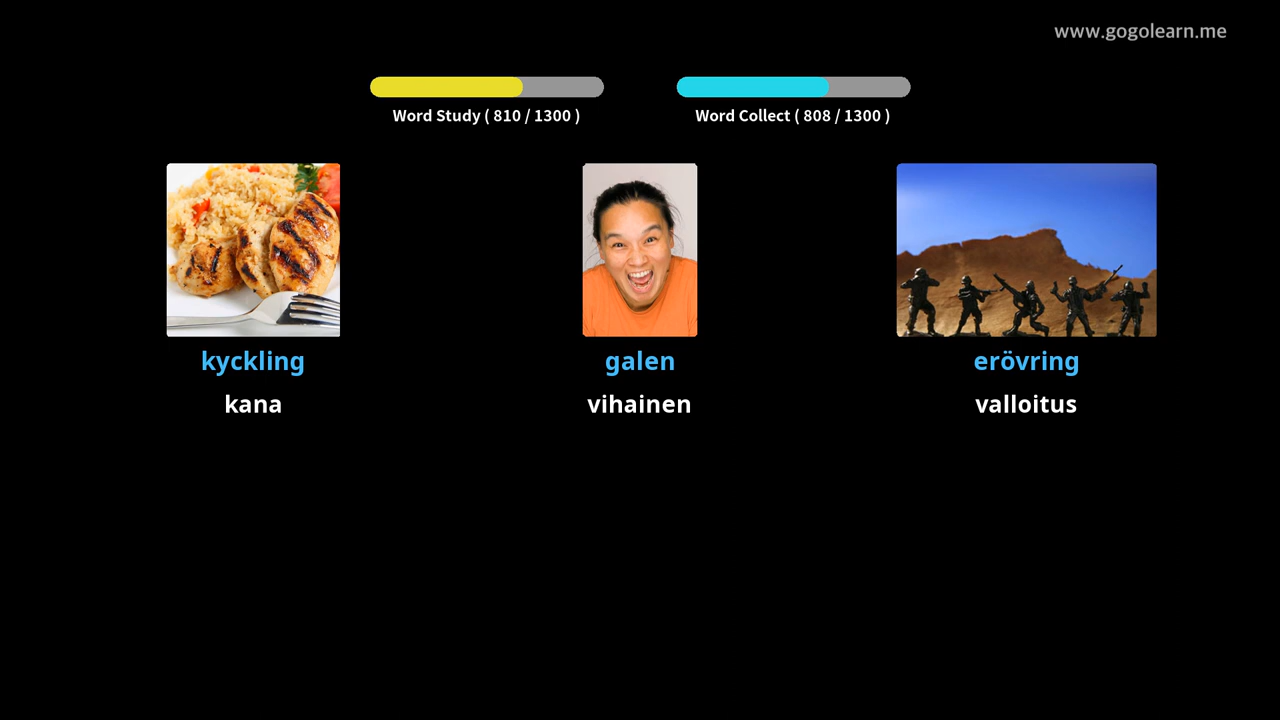 www.gogolearn.me
Word Study ( 810 / 1300 )
Word Collect ( 808 / 1300 )
kyckling
galen
erövring
kana
vihainen
valloitus